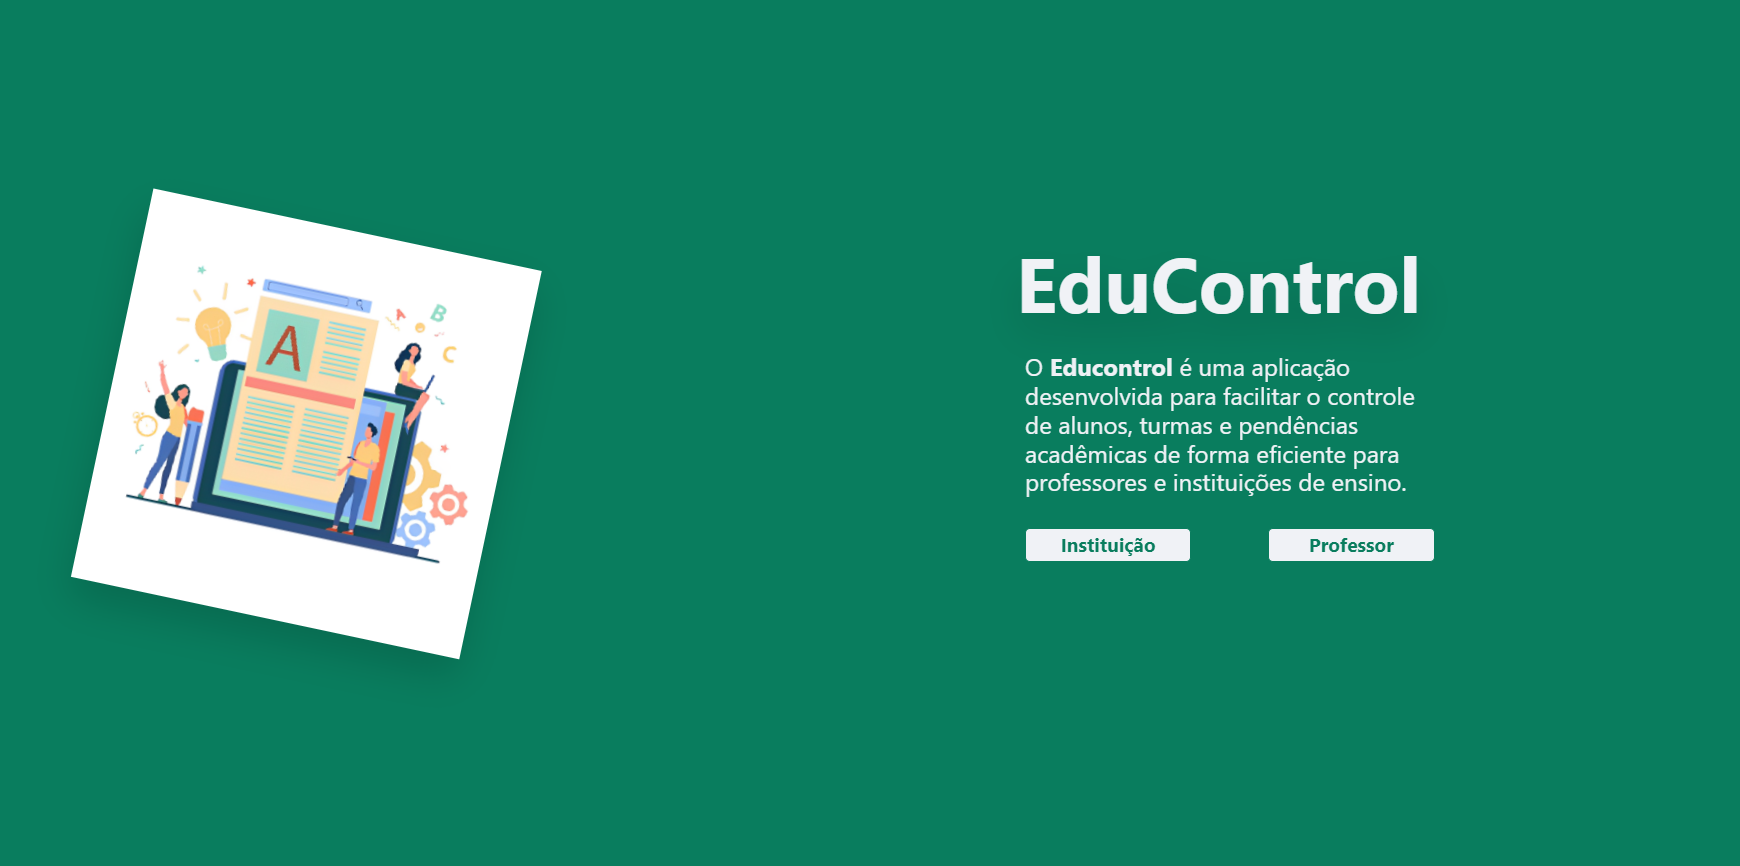 A
A
B
C
EduControl
O Educontrol é uma aplicação
desenvolvida para facilitar o controle
de alunos, turmas e pendências
acadêmicas de forma eficiente para
professores e instituições de ensino.
Instituição
Professor